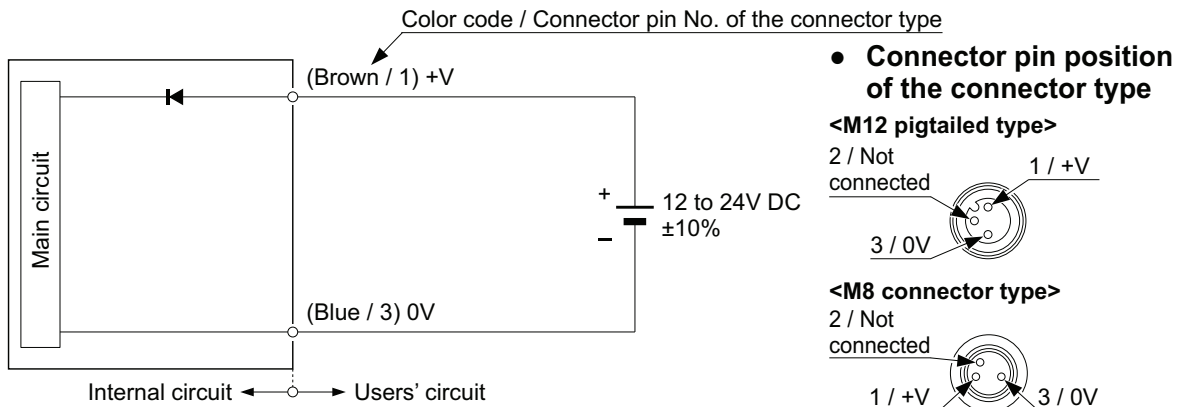 Color code / Connector pin No. of the connector type
(Brown / 1) +V
Main circuit
+
12 to 24V DC
±10%
−
(Blue / 3) 0V
Internal circuit
Users' circuit
● Connector pin position
of the connector type
<M12 pigtailed type>
2 / Not
connected
1 / +V
3 / 0V
<M8 connector type>
2 / Not
connected
1 / +V
3 / 0V